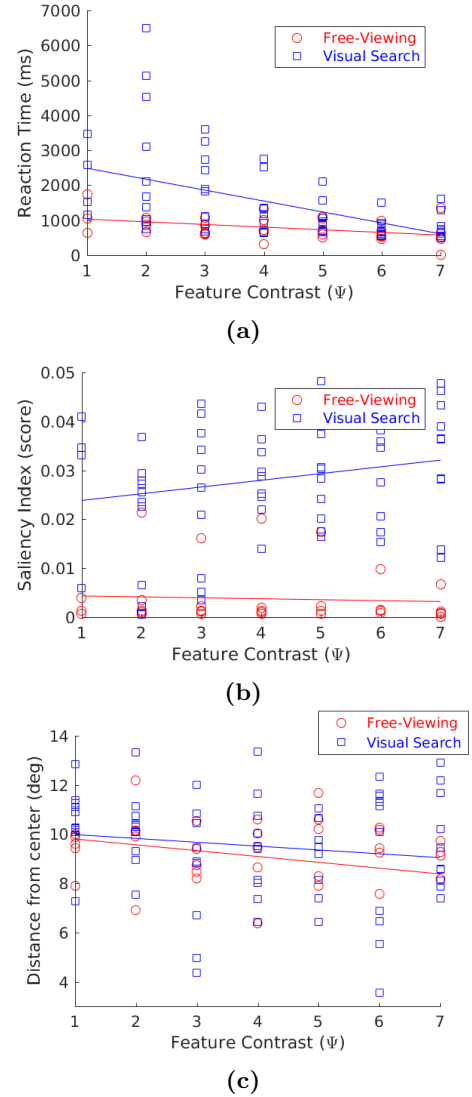 7000
6000
5000
4000
3000
2000
1000
0
Reaction Time (ms)
Free-Viewing
Visual Search
1 2 3 4 5 6 7
Feature Contrast (Ψ)
(a)
0.05
0.04
0.03
0.02
0.01
0
Saliency Index (score)
Free-Viewing
Visual Search
1 2 3 4 5 6 7
Feature Contrast (Ψ)
(b)
14
12
10
8
6
4
Distance from center (deg)
Free-Viewing
Visual Search
1 2 3 4 5 6 7
Feature Contrast (Ψ)
(c)